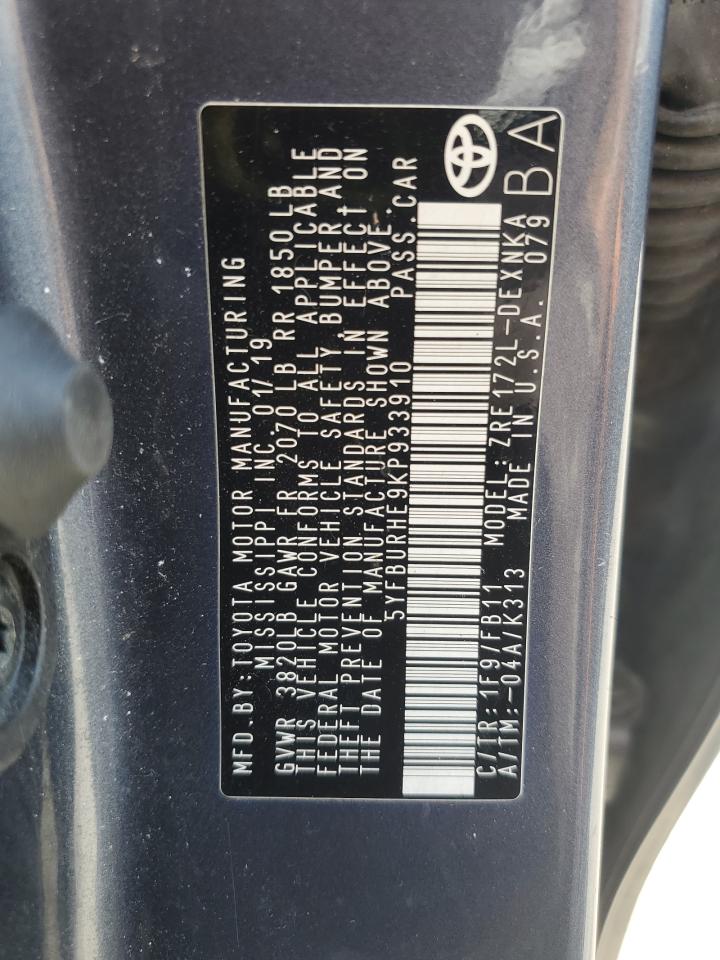 MFD.BY:TOYOTA MOTOR MANUFACTURING
MISSISSIPPI INC. 01/19
GVWR 3820LB GAWR FR 2070 LB RR 1850LB
THIS VEHICLE CONFORMS TO ALL APPLICABLE
FEDERAL MOTOR VEHICLE SAFETY, BUMPER AND
THEFT PREVENTION STANDARDS IN EFFECT ON
THE DATE OF MANUFACTURE SHOWN ABOVE.
5YFBURHE9KP933910 PASS.CAR
C/TR: 1F9/FB11 MODEL: ZRE172L-DEXNKA
A/TM:-04A/K313 MADE IN U.S.A. 079
BA